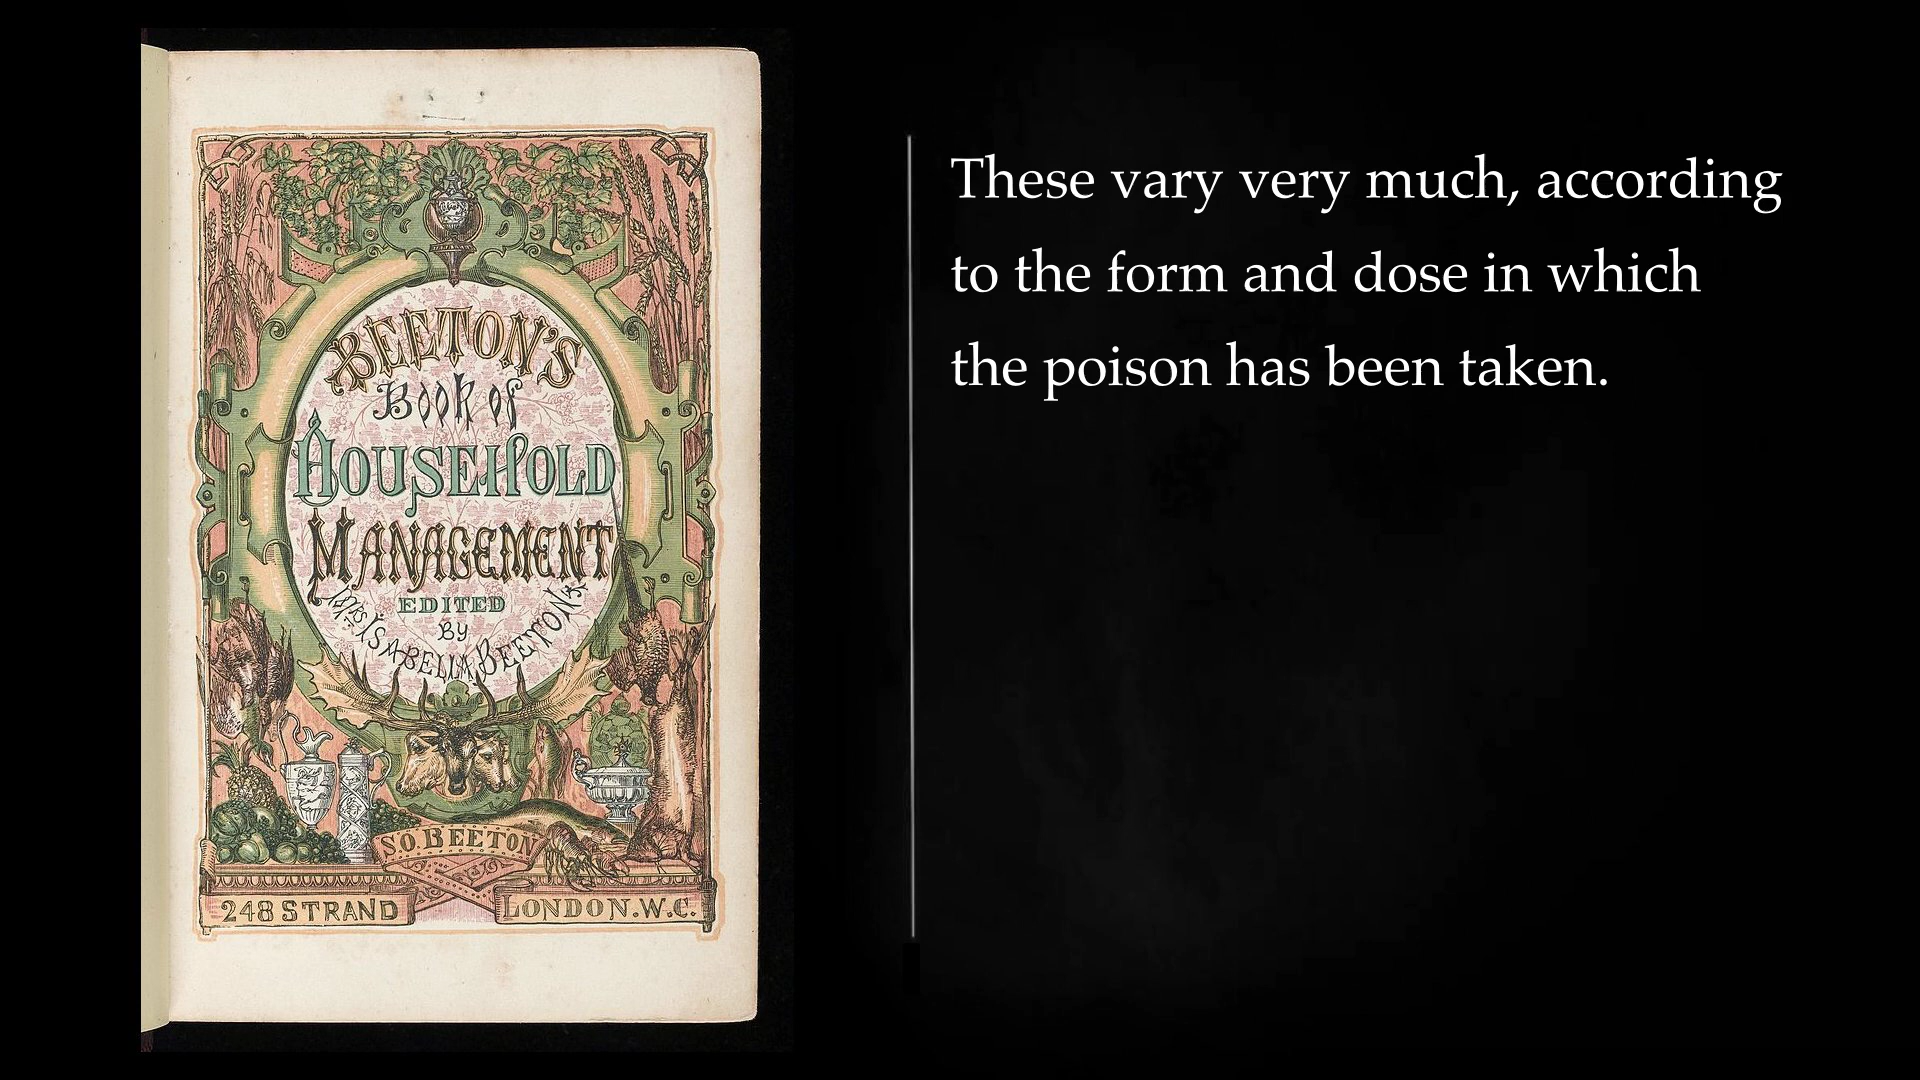 BEETON'S
Book of
HOUSEHOLD
MANAGEMENT
EDITED
By
MRS ISABELLA BEETON
S.O. BEETON
248 STRAND
LONDON. W.C.
These vary very much, according
to the form and dose in which
the poison has been taken.